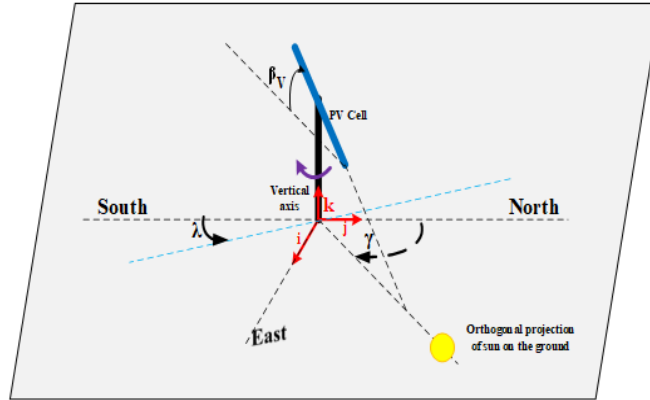 βV
PV Cell
Vertical
axis
k
South
North
λ
i
j
γ
East
Orthogonal projection
of sun on the ground